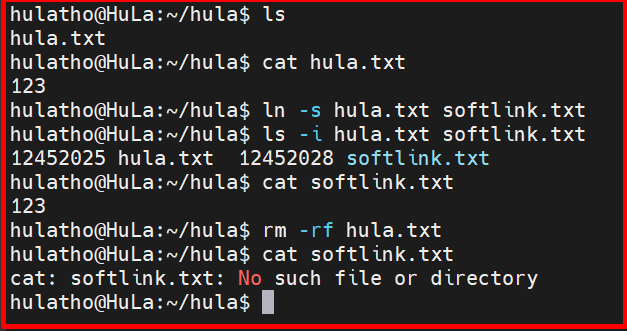 hulatho@HuLa:~/hula$ ls
hula.txt
hulatho@HuLa:~/hula$ cat hula.txt
123
hulatho@HuLa:~/hula$ ln -s hula.txt softlink.txt
hulatho@HuLa:~/hula$ ls -i hula.txt softlink.txt
12452025 hula.txt  12452028 softlink.txt
hulatho@HuLa:~/hula$ cat softlink.txt
123
hulatho@HuLa:~/hula$ rm -rf hula.txt
hulatho@HuLa:~/hula$ cat softlink.txt
cat: softlink.txt: No such file or directory
hulatho@HuLa:~/hula$